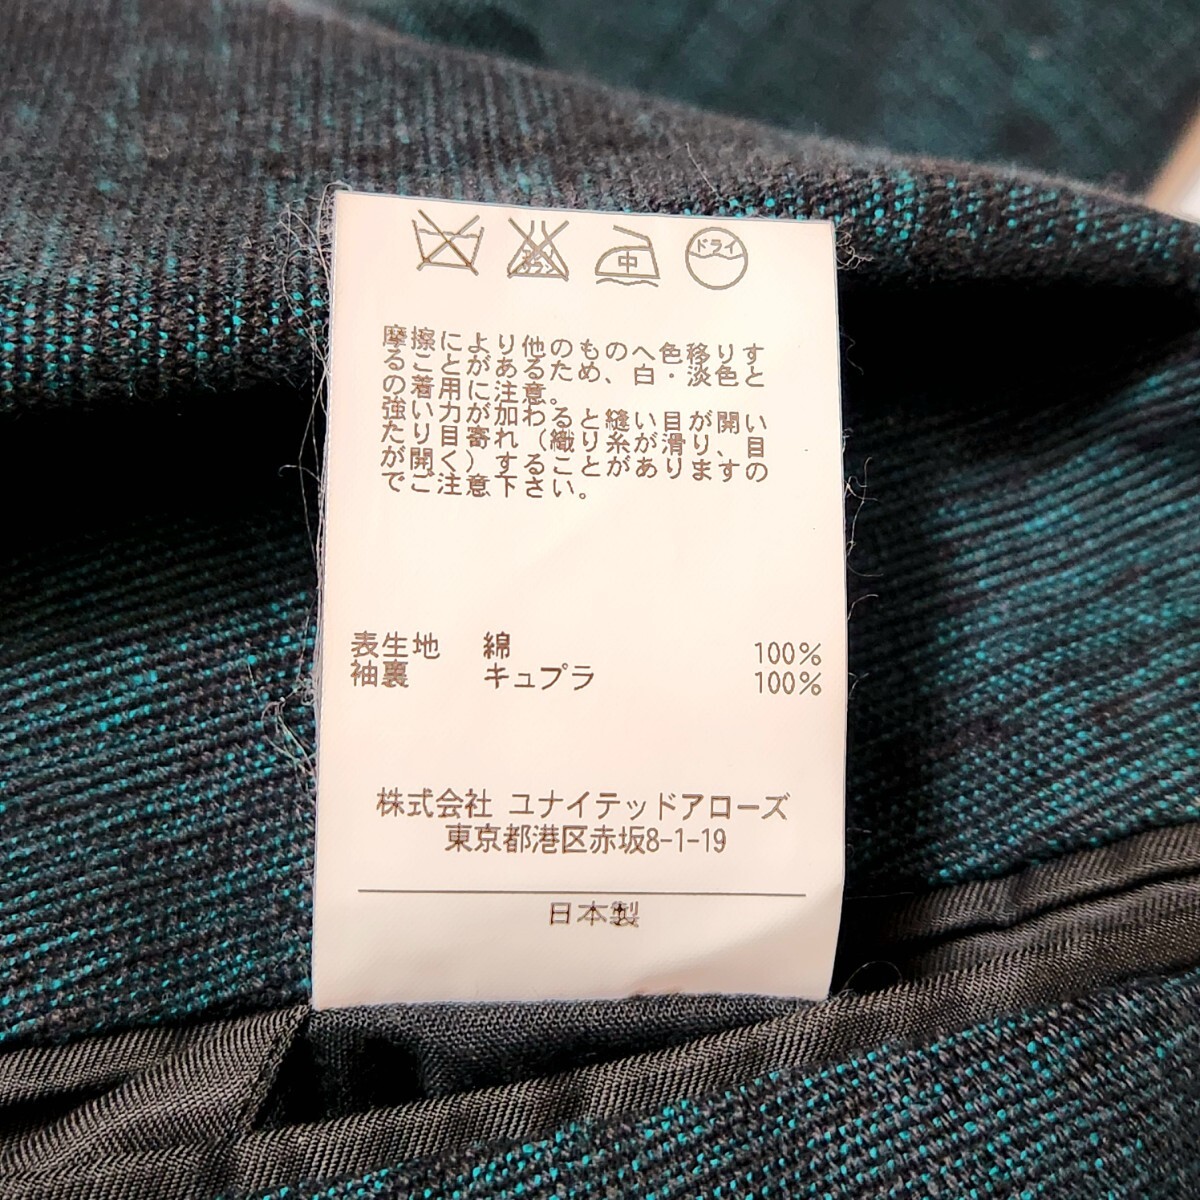 中 ドライ
摩擦により他のものへ色移りす
ることがあるため、白・淡色と
の着用に注意。
強い力が加わると縫い目が開い
たり目寄れ（織り糸が滑り、目
が開く）することがありますの
でご注意下さい。
表生地 綿 100%
袖裏 キュプラ 100%
株式会社 ユナイテッドアローズ
東京都港区赤坂8-1-19
日本製